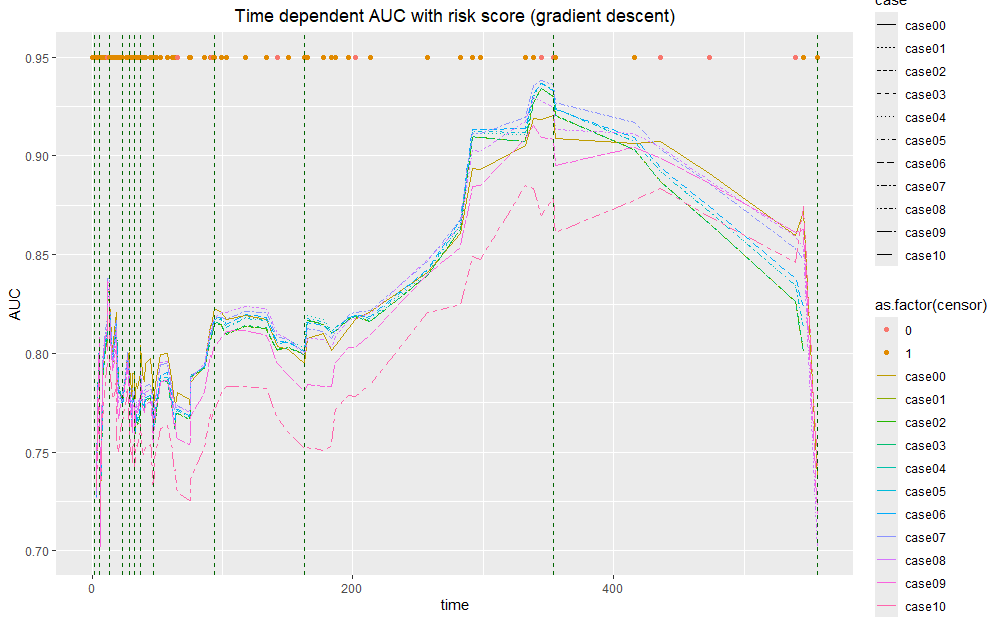 Time dependent AUC with risk score (gradient descent)
0.95
0.90
0.85
0.80
0.75
0.70
AUC
0
200
400
time
case
case00
case01
case02
case03
case04
case05
case06
case07
case08
case09
case10
as.factor(censor)
0
1
case00
case01
case02
case03
case04
case05
case06
case07
case08
case09
case10